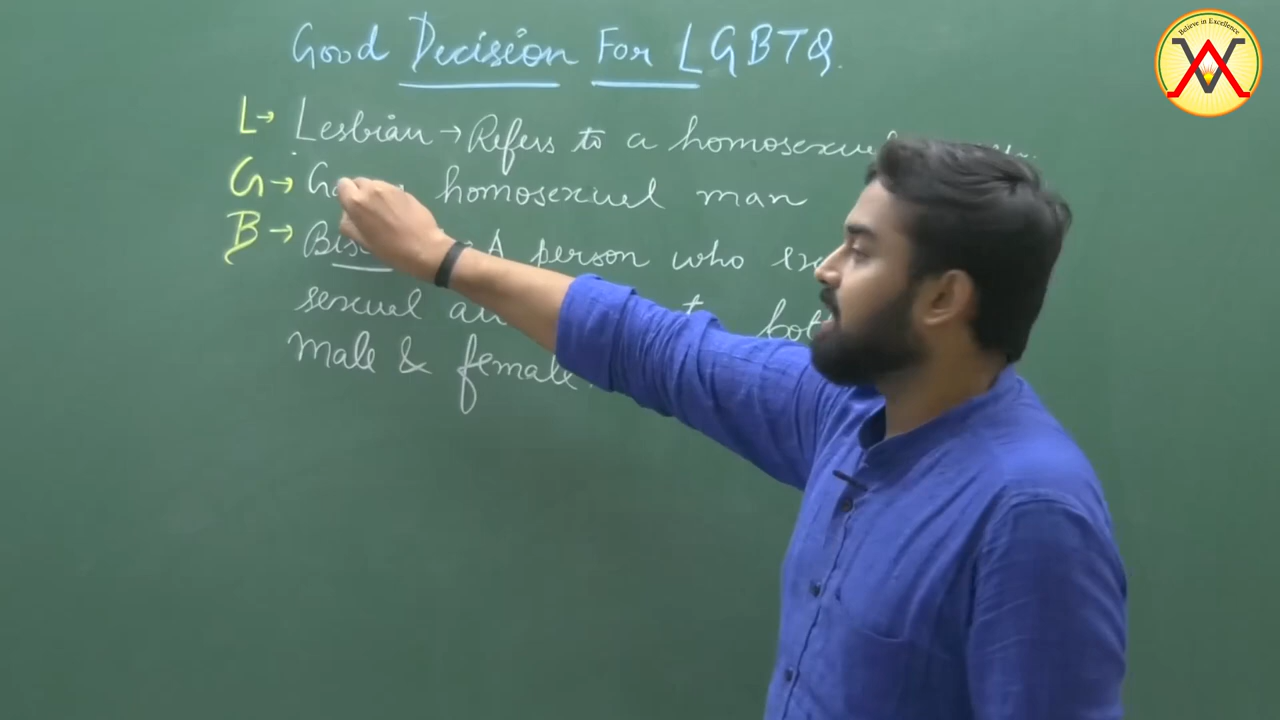 Believe in Excellence
Good Decision For LGBTQ.
L→ Lesbian → Refers to a homosexual
G→ homosexual man
B→ A person who
sexual
male & female.